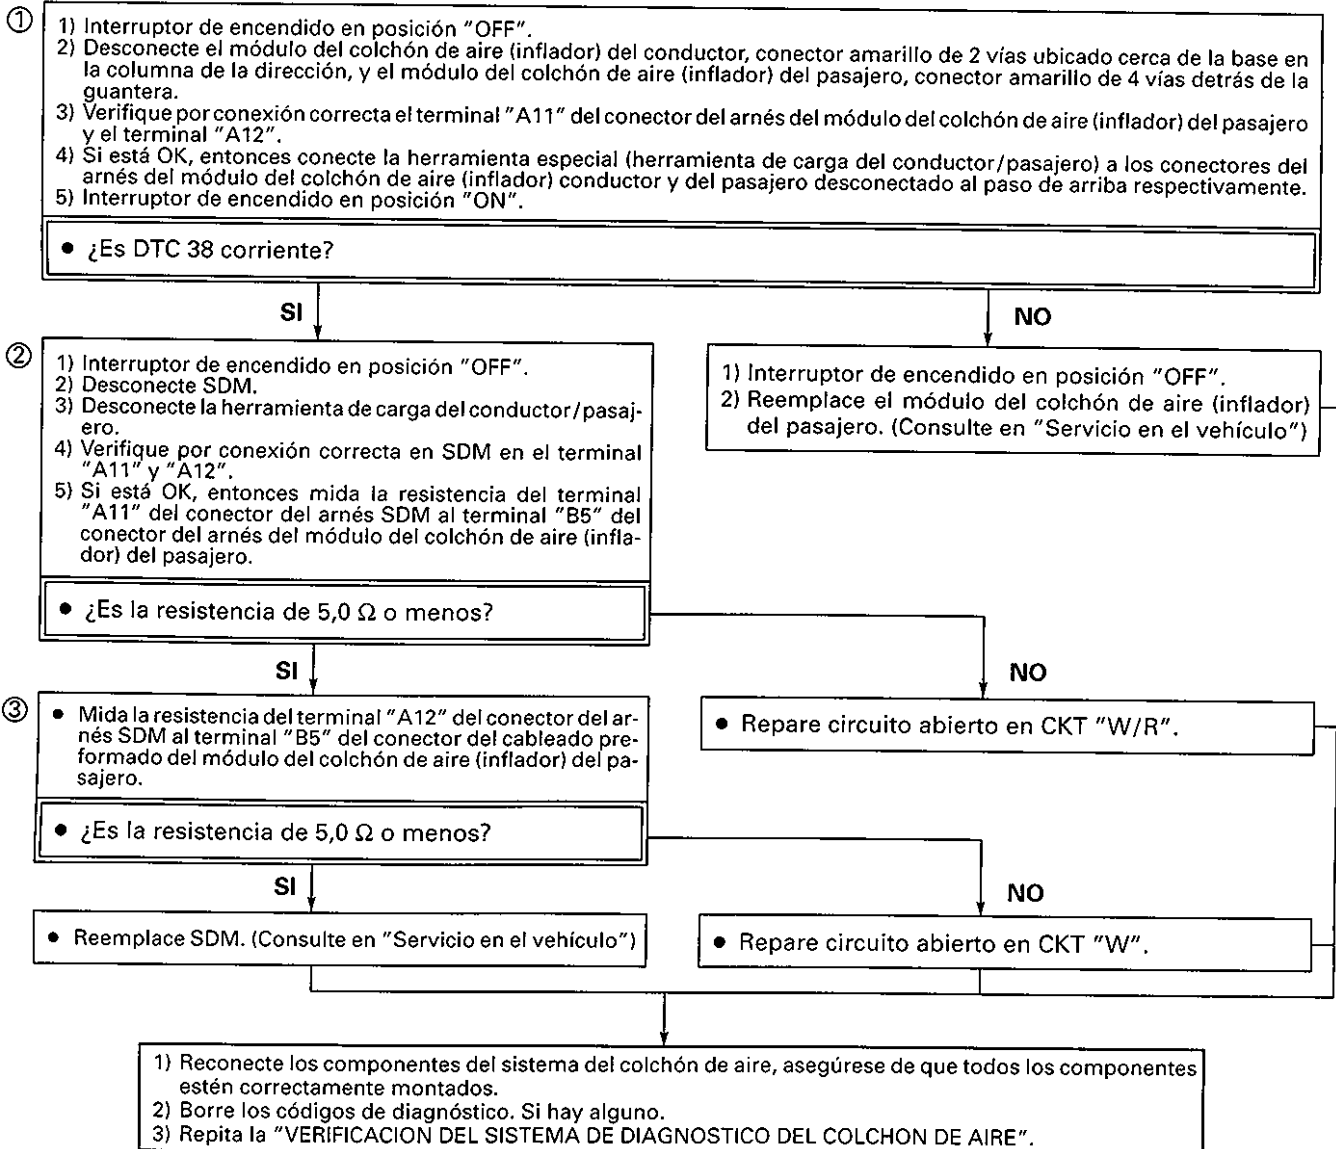 ①
1) Interruptor de encendido en posición "OFF".
2) Desconecte el módulo del colchón de aire (inflador) del conductor, conector amarillo de 2 vías ubicado cerca de la base en
la columna de la dirección, y el módulo del colchón de aire (inflador) del pasajero, conector amarillo de 4 vías detrás de la
guantera.
3) Verifique por conexión correcta el terminal "A11" del conector del arnés del módulo del colchón de aire (inflador) del pasajero
y el terminal "A12".
4) Si está OK, entonces conecte la herramienta especial (herramienta de carga del conductor/pasajero) a los conectores del
arnés del módulo del colchón de aire (inflador) conductor y del pasajero desconectado al paso de arriba respectivamente.
5) Interruptor de encendido en posición "ON".
● ¿Es DTC 38 corriente?
SI
NO
②
1) Interruptor de encendido en posición "OFF".
2) Desconecte SDM.
3) Desconecte la herramienta de carga del conductor/pasaj-
ero.
4) Verifique por conexión correcta en SDM en el terminal
"A11" y "A12".
5) Si está OK, entonces mida la resistencia del terminal
"A11" del conector del arnés SDM al terminal "B5" del
conector del arnés del módulo del colchón de aire (infla-
dor) del pasajero.
● ¿Es la resistencia de 5,0 Ω o menos?
1) Interruptor de encendido en posición "OFF".
2) Reemplace el módulo del colchón de aire (inflador)
del pasajero. (Consulte en "Servicio en el vehículo")
SI
NO
③
● Mida la resistencia del terminal "A12" del conector del ar-
nés SDM al terminal "B5" del conector del cableado pre-
formado del módulo del colchón de aire (inflador) del pa-
sajero.
● ¿Es la resistencia de 5,0 Ω o menos?
● Repare circuito abierto en CKT "W/R".
SI
NO
● Reemplace SDM. (Consulte en "Servicio en el vehículo")
● Repare circuito abierto en CKT "W".
1) Reconecte los componentes del sistema del colchón de aire, asegúrese de que todos los componentes
estén correctamente montados.
2) Borre los códigos de diagnóstico. Si hay alguno.
3) Repita la "VERIFICACION DEL SISTEMA DE DIAGNOSTICO DEL COLCHON DE AIRE".